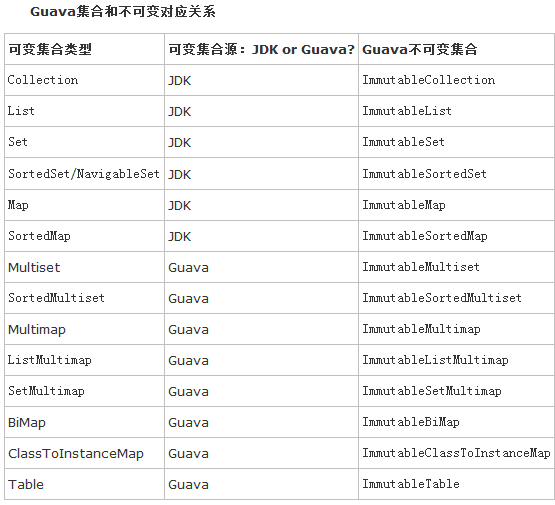 Guava集合和不可变对应关系
可变集合类型 可变集合源：JDK or Guava? Guava不可变集合
Collection JDK ImmutableCollection
List JDK ImmutableList
Set JDK ImmutableSet
SortedSet/NavigableSet JDK ImmutableSortedSet
Map JDK ImmutableMap
SortedMap JDK ImmutableSortedMap
Multiset Guava ImmutableMultiset
SortedMultiset Guava ImmutableSortedMultiset
Multimap Guava ImmutableMultimap
ListMultimap Guava ImmutableListMultimap
SetMultimap Guava ImmutableSetMultimap
BiMap Guava ImmutableBiMap
ClassToInstanceMap Guava ImmutableClassToInstanceMap
Table Guava ImmutableTable